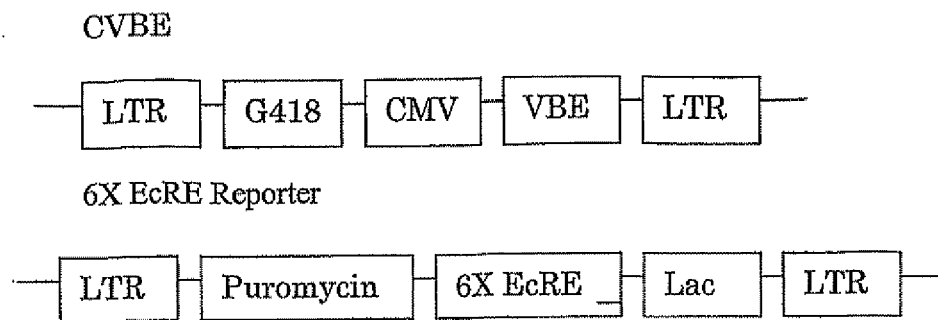 CVBE
LTR G418 CMV VBE LTR
6X EcRE Reporter
LTR Puromycin 6X EcRE Lac LTR